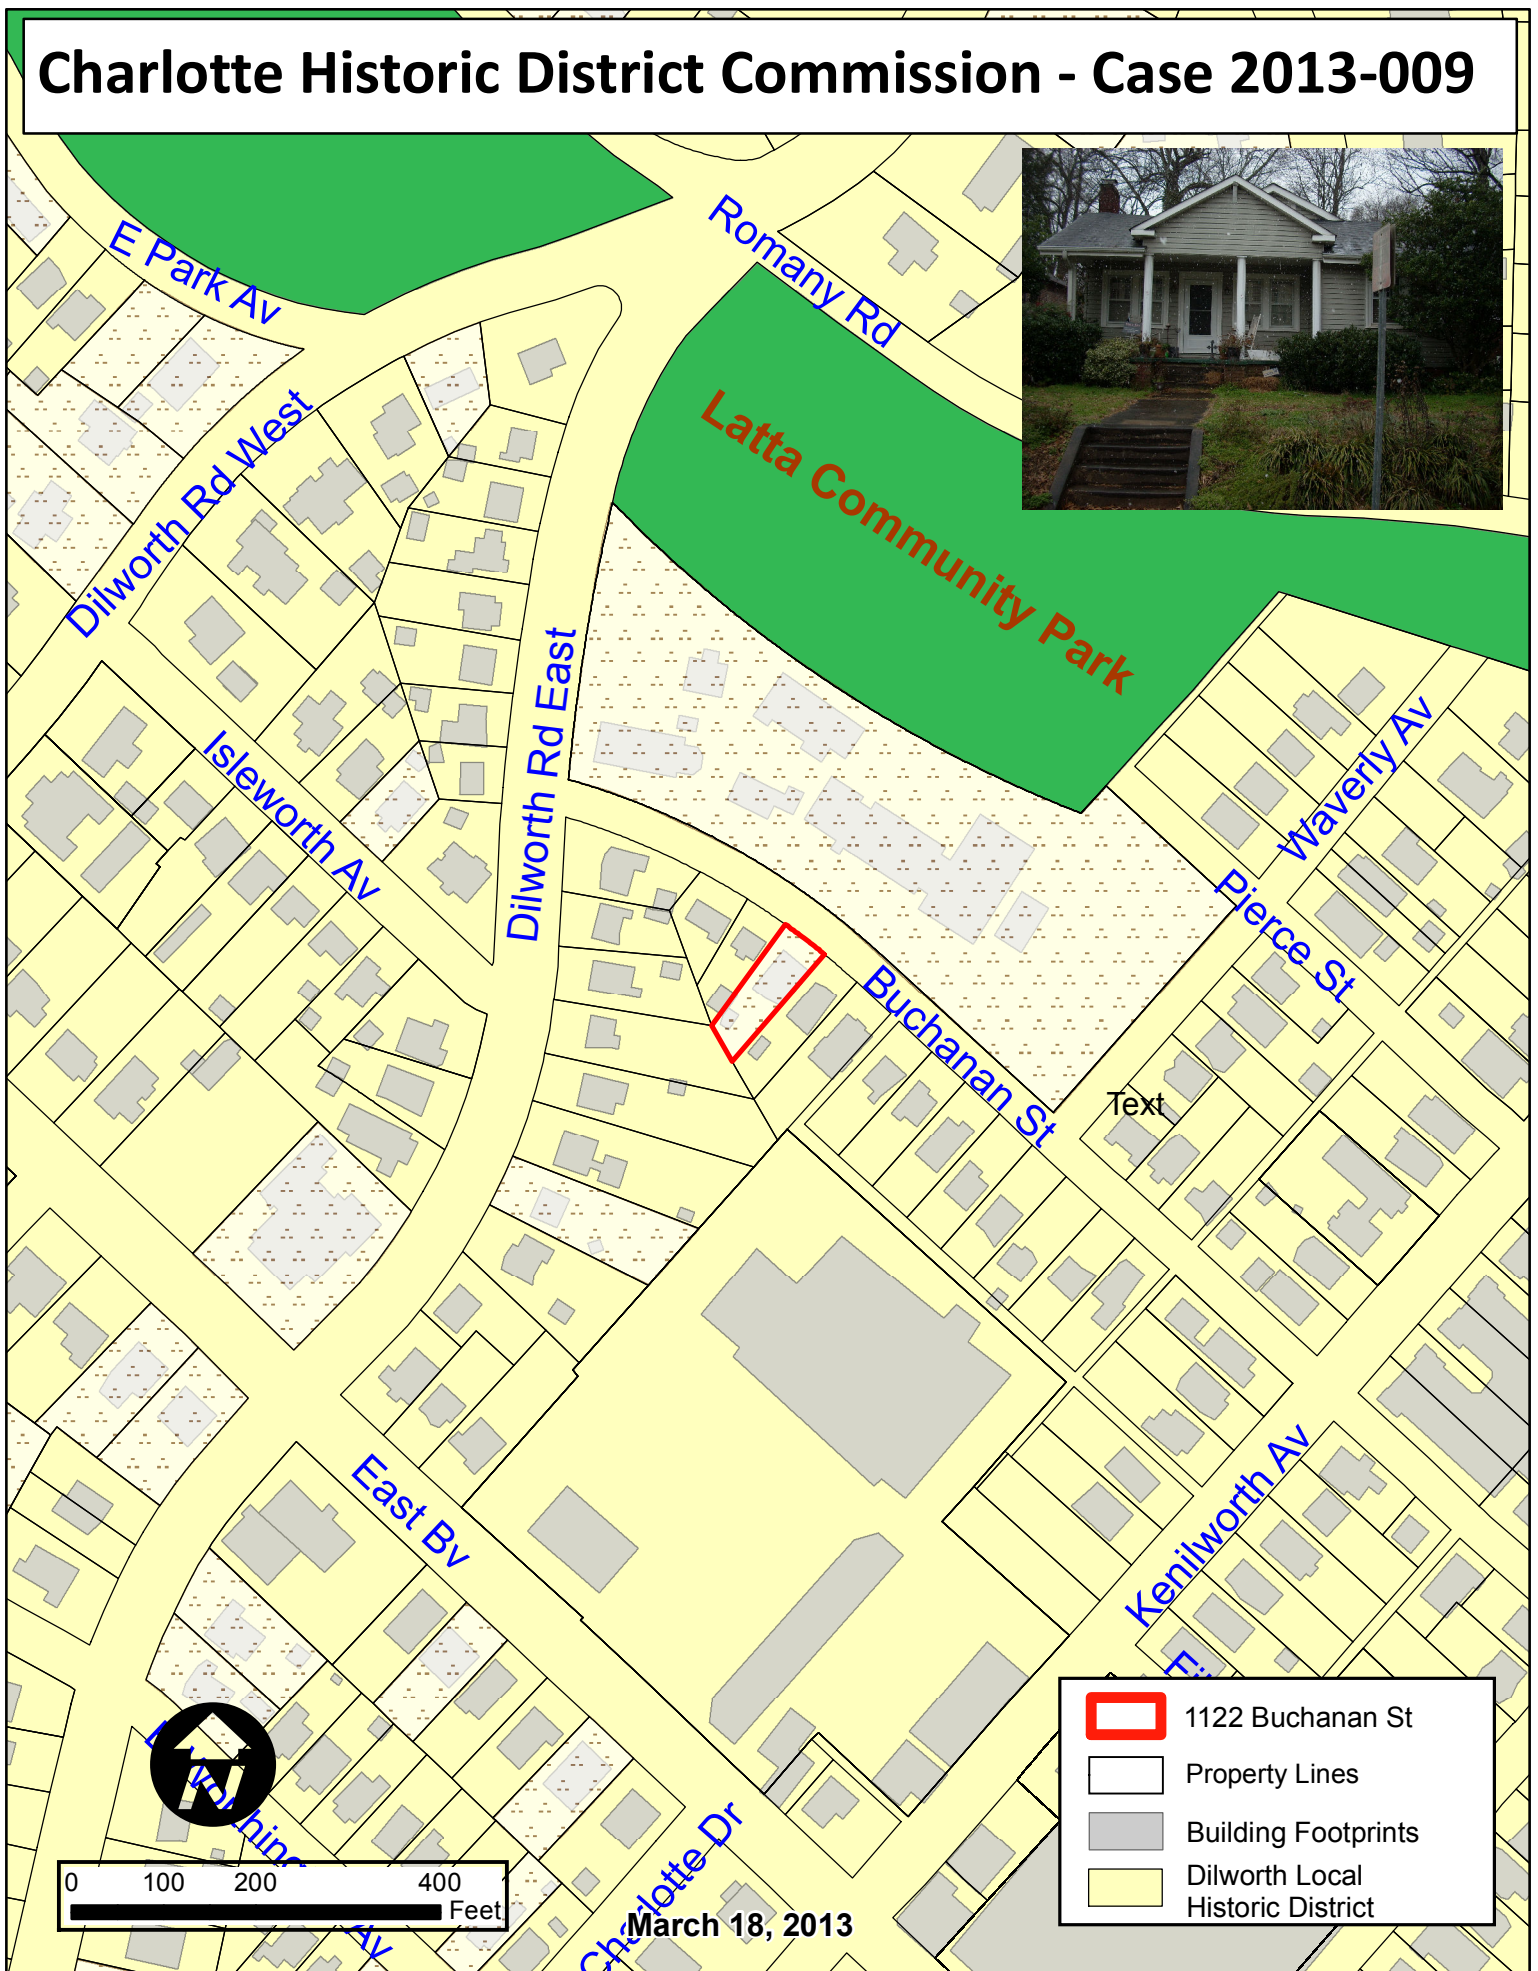 Charlotte Historic District Commission - Case 2013-009
E Park Av
Romany Rd
Latta Community Park
Dilworth Rd West
Dilworth Rd East
Isleworth Av
Waverly Av
Pierce St
Buchanan St
Text
East Bv
Kenilworth Av
1122 Buchanan St
Property Lines
Building Footprints
Dilworth Local
Historic District
N
Av
0 100 200 400
Feet
Charlotte Dr
March 18, 2013